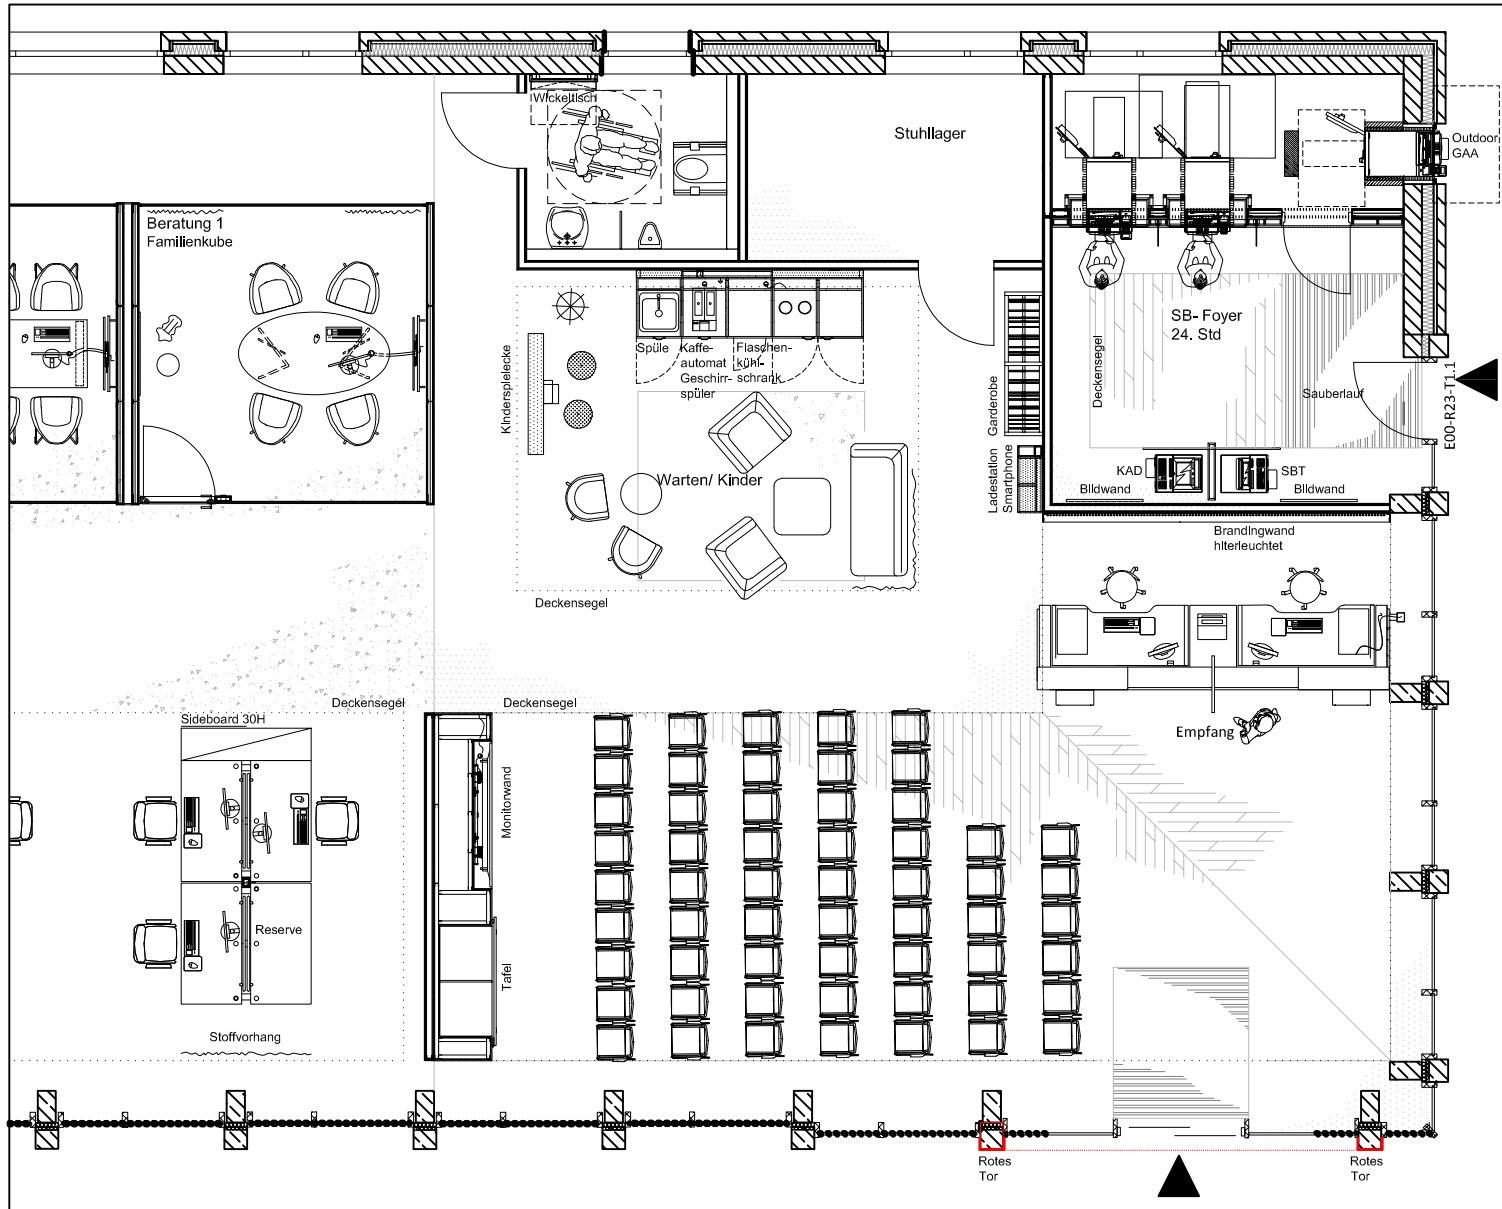 Wickeltisch
Stuhllager
Outdoor
GAA
Beratung 1
Familienkube
SB- Foyer
24. Std
Deckensegel
Sauberlauf
E00-R23-T1.1
Spüle
Kaffe-
automat
Geschirr-
spüler
Flaschen-
kühl-
schrank
KInderspielecke
Garderobe
Ladestation
Smartphone
Warten/ Kinder
KAD
SBT
BIldwand
BIldwand
BrandIngwand
hIterleuchtet
Deckensegel
Deckensegel
Deckensegel
Sideboard 30H
Empfang
Monitorwand
Reserve
Tafel
Stoffvorhang
Rotes
Tor
Rotes
Tor